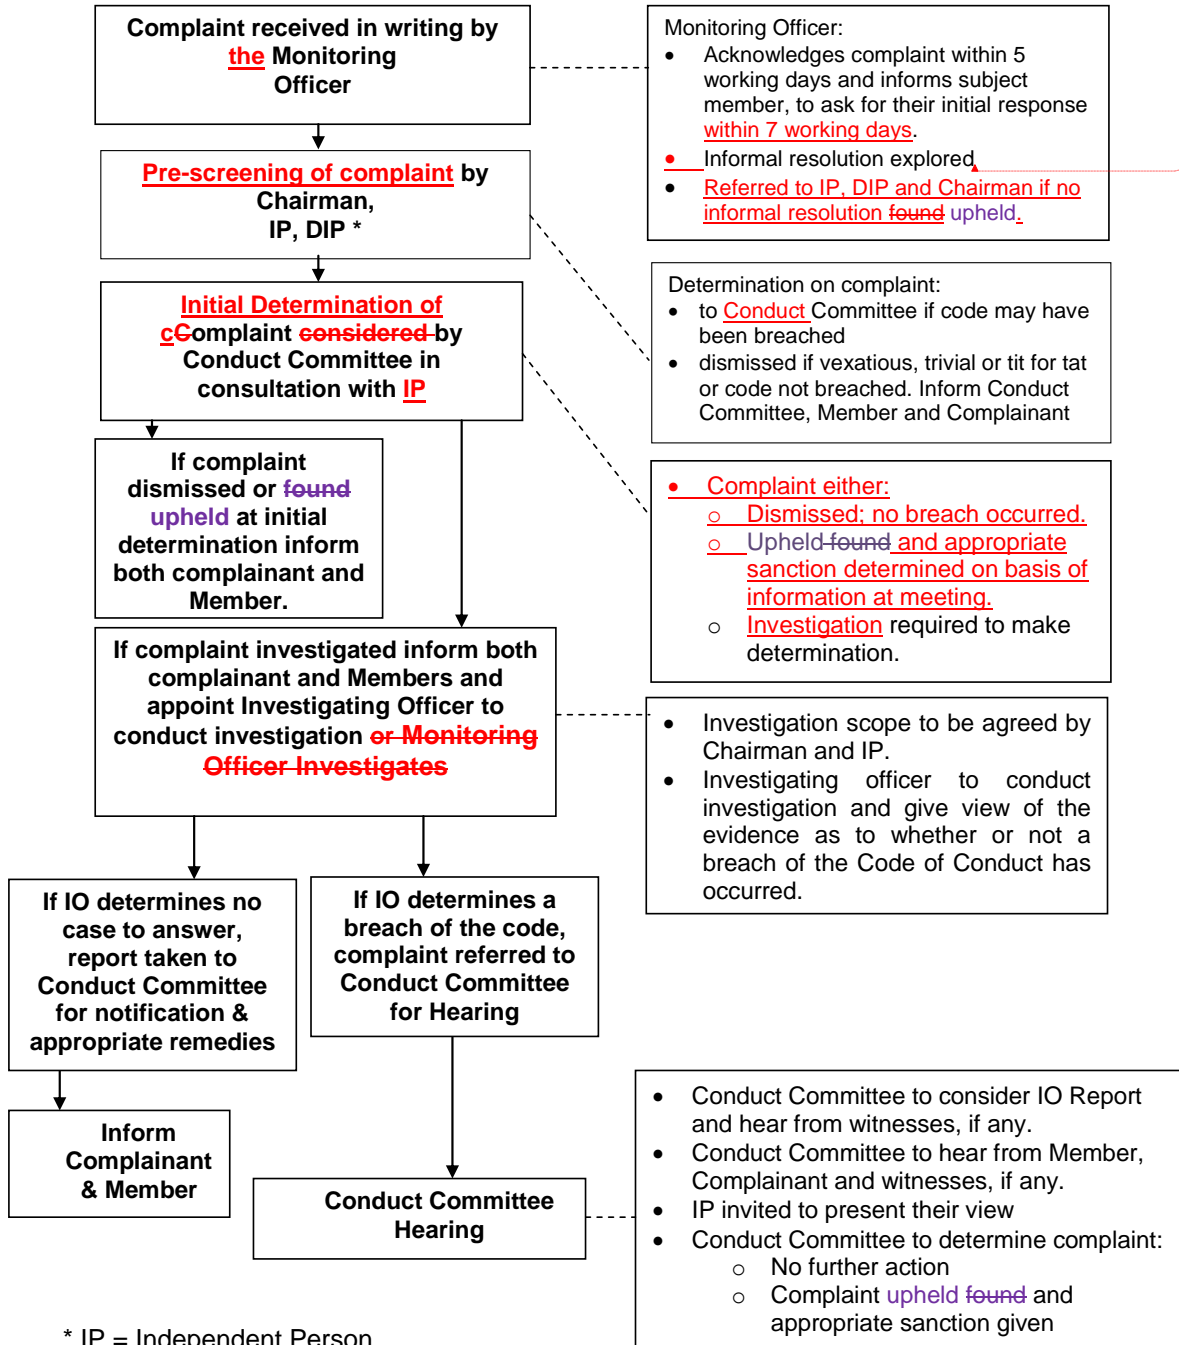 Complaint received in writing by
the Monitoring
Officer
Monitoring Officer:
• Acknowledges complaint within 5
working days and informs subject
member, to ask for their initial response
within 7 working days.
• Informal resolution explored
• Referred to IP, DIP and Chairman if no
informal resolution found upheld.
Pre-screening of complaint by
Chairman,
IP, DIP *
Determination on complaint:
• to Conduct Committee if code may have
been breached
• dismissed if vexatious, trivial or tit for tat
or code not breached. Inform Conduct
Committee, Member and Complainant
Initial Determination of
cComplaint considered by
Conduct Committee in
consultation with IP
If complaint
dismissed or found
upheld at initial
determination inform
both complainant and
Member.
• Complaint either:
o Dismissed; no breach occurred.
o Upheld found and appropriate
sanction determined on basis of
information at meeting.
o Investigation required to make
determination.
If complaint investigated inform both
complainant and Members and
appoint Investigating Officer to
conduct investigation or Monitoring
Officer Investigates
• Investigation scope to be agreed by
Chairman and IP.
• Investigating officer to conduct
investigation and give view of the
evidence as to whether or not a
breach of the Code of Conduct has
occurred.
If IO determines no
case to answer,
report taken to
Conduct Committee
for notification &
appropriate remedies
If IO determines a
breach of the code,
complaint referred to
Conduct Committee
for Hearing
Inform
Complainant
& Member
Conduct Committee
Hearing
• Conduct Committee to consider IO Report
and hear from witnesses, if any.
• Conduct Committee to hear from Member,
Complainant and witnesses, if any.
• IP invited to present their view
• Conduct Committee to determine complaint:
o No further action
o Complaint upheld found and
appropriate sanction given
* IP = Independent Person